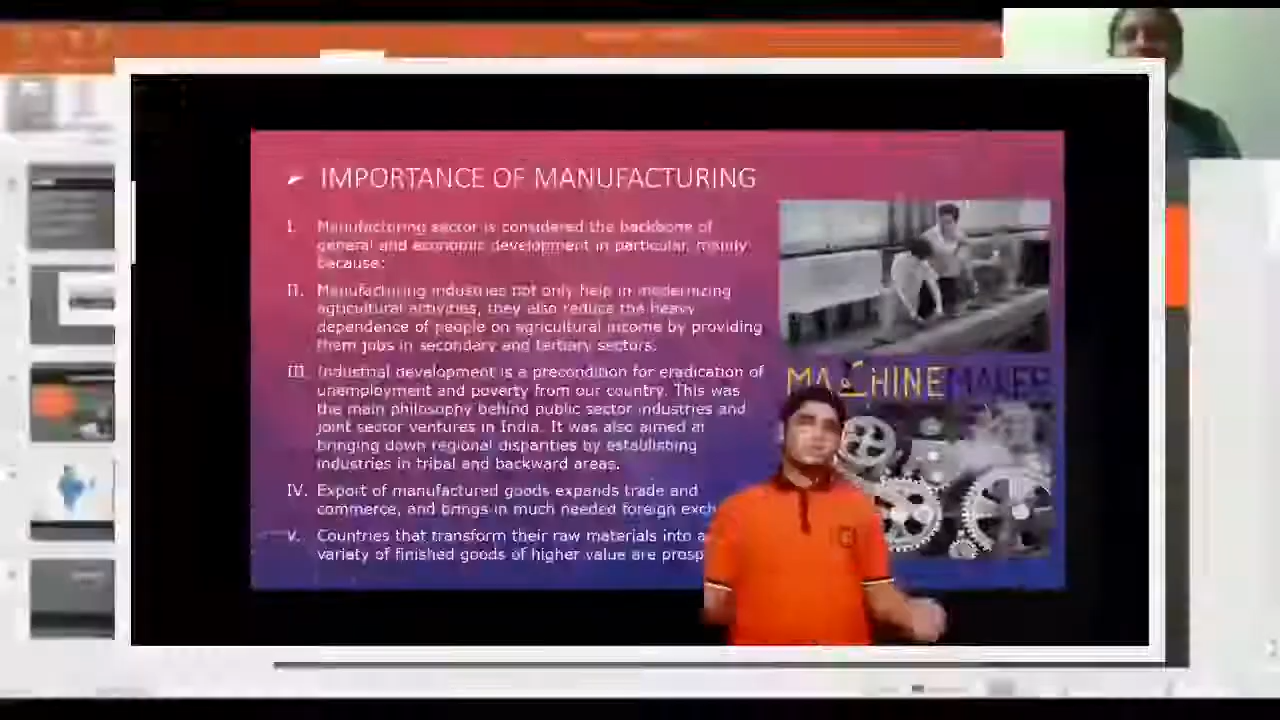 IMPORTANCE OF MANUFACTURING
I. Manufacturing sector is considered the backbone of
general and economic development in particular, mainly
because:
II. Manufacturing industries not only help in modernizing
agricultural activities, they also reduce the heavy
dependence of people on agricultural income by providing
them jobs in secondary and tertiary sectors.
III. Industrial development is a precondition for eradication of
unemployment and poverty from our country. This was
the main philosophy behind public sector industries and
joint sector ventures in India. It was also aimed at
bringing down regional disparities by establishing
industries in tribal and backward areas.
IV. Export of manufactured goods expands trade and
commerce, and brings in much needed foreign exch
V. Countries that transform their raw materials into a
variety of finished goods of higher value are prosp
MACHINEMAKER